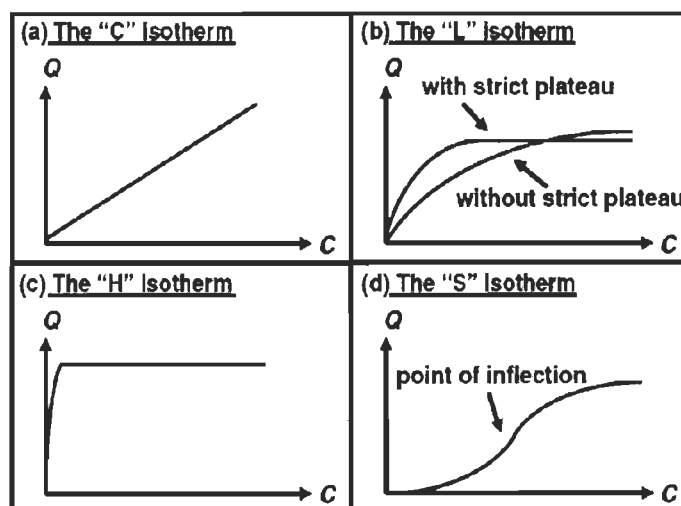 (a) The "C" Isotherm
Q
C
(b) The "L" Isotherm
Q
with strict plateau
without strict plateau
C
(c) The "H" Isotherm
Q
C
(d) The "S" Isotherm
Q
point of inflection
C